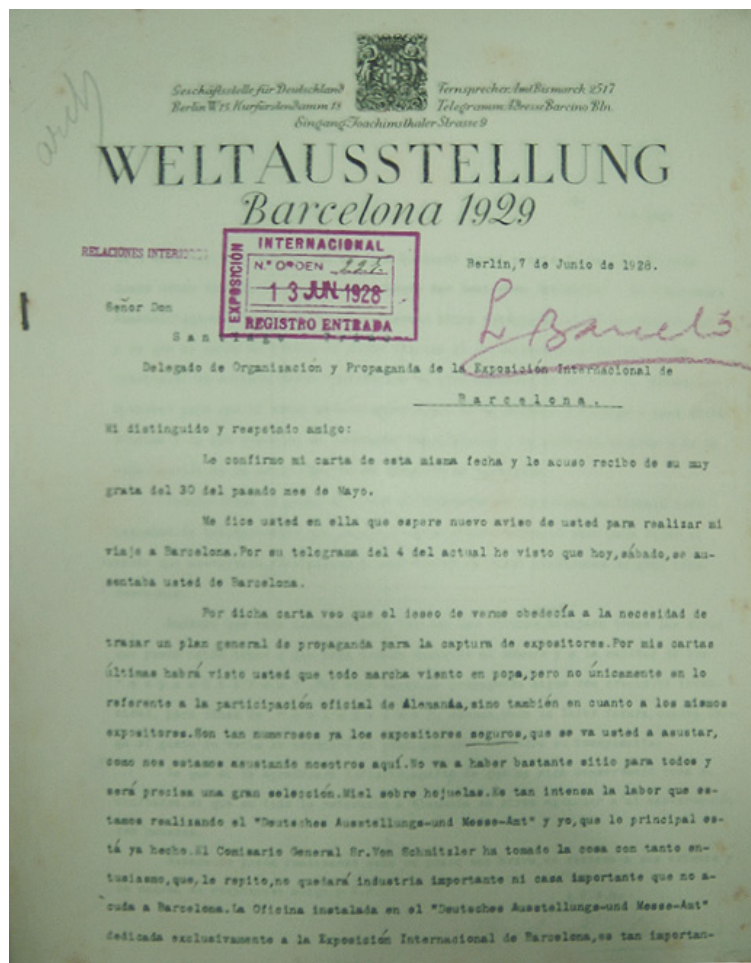 arch
Geschäftsstelle für Deutschland
Berlin W15 Kurfürstendamm 18
Fernsprecher: Amt Bismarck 2517
Telegramm-Adresse Barcino Bln.
Eingang Joachimsthaler Strasse 9
WELTAUSSTELLUNG
Barcelona 1929
RELACIONES
EXPOSICIÓN
INTERNACIONAL
N.º ORDEN
13 JUN 1928
REGISTRO ENTRADA
Berlin, 7 de Junio de 1928.
Señor Don
Santiago
Delegado de Organización y Propaganda de la Exposición Internacional de
Barcelona.
Mi distinguido y respetado amigo:
Le confirmo mi carta de esta misma fecha y le acuso recibo de su muy
grata del 30 del pasado mes de Mayo.
Me dice usted en ella que espere nuevo aviso de usted para realizar mi
viaje a Barcelona.Por su telegrama del 4 del actual he visto que hoy,sábado,se au-
sentaba usted de Barcelona.
Por dicha carta veo que el deseo de verme obedecía a la necesidad de
trazar un plan general de propaganda para la captura de expositores.Por mis cartas
últimas habrá visto usted que todo marcha viento en popa,pero no únicamente en lo
referente a la participación oficial de Alemania,sino también en cuanto a los mismos
expositores.Son tan numerosos ya los expositores seguros,que se va usted a asustar,
como nos estamos asustando nosotros aquí.No va a haber bastante sitio para todos y
será precisa una gran selección.Miel sobre hojuelas.Es tan intensa la labor que es-
tamos realizando el "Deutsches Ausstellungs-und Messe-Amt" y yo,que lo principal es-
tá ya hecho.El Comisario General Sr.Von Schnitzler ha tomado la cosa con tanto en-
tusiasmo,que,le repito,no quedará industria importante ni casa importante que no a-
cuda a Barcelona.La Oficina instalada en el "Deutsches Ausstellungs-und Messe-Amt"
dedicada exclusivamente a la Exposición Internacional de Barcelona,es tan importan-